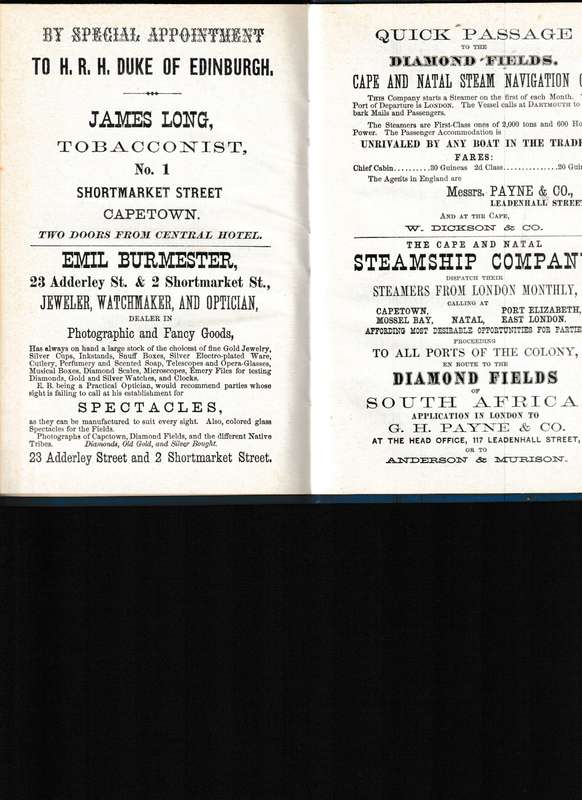 BY SPECIAL APPOINTMENT
TO H. R. H. DUKE OF EDINBURGH.
JAMES LONG,
TOBACCONIST,
No. 1
SHORTMARKET STREET
CAPETOWN.
TWO DOORS FROM CENTRAL HOTEL.
EMIL BURMESTER,
23 Adderley St. & 2 Shortmarket St.,
JEWELER, WATCHMAKER, AND OPTICIAN,
DEALER IN
Photographic and Fancy Goods,
Has always on hand a large stock of the choicest of fine Gold Jewelry,
Silver Cups, Inkstands, Snuff Boxes, Silver Electro-plated Ware,
Cutlery, Perfumery and Scented Soap, Telescopes and Opera-Glasses,
Musical Boxes, Diamond Scales, Microscopes, Emery Files for testing
Diamonds, Gold and Silver Watches, and Clocks.
E. B. being a Practical Optician, would recommend parties whose
sight is failing to call at his establishment for
SPECTACLES,
as they can be manufactured to suit every sight. Also, colored glass
Spectacles for the Fields.
Photographs of Capetown, Diamond Fields, and the different Native
Tribes. Diamonds, Old Gold, and Silver Bought.
23 Adderley Street and 2 Shortmarket Street.
QUICK PASSAGE
TO THE
DIAMOND FIELDS.
CAPE AND NATAL STEAM NAVIGATION
THIS Company starts a Steamer on the first of each Month.
Port of Departure is LONDON. The Vessel calls at DARTMOUTH to
bark Mails and Passengers.
The Steamers are First-Class ones of 2,000 tons and 600 Ho
Power. The Passenger Accommodation is
UNRIVALED BY ANY BOAT IN THE TRADE
FARES:
Chief Cabin..........30 Guineas 2d Class...............20 Gui
The Agents in England are
Messrs. PAYNE & CO.,
LEADENHALL STREET
AND AT THE CAPE,
W. DICKSON & CO.
THE CAPE AND NATAL
STEAMSHIP COMPANY
DISPATCH THEIR
STEAMERS FROM LONDON MONTHLY,
CALLING AT
CAPETOWN, PORT ELIZABETH,
MOSSEL BAY, NATAL, EAST LONDON.
AFFORDING MOST DESIRABLE OPPORTUNITIES FOR PARTIE
PROCEEDING
TO ALL PORTS OF THE COLONY,
EN ROUTE TO THE
DIAMOND FIELDS
OF
SOUTH AFRICA
APPLICATION IN LONDON TO
G. H. PAYNE & CO.
AT THE HEAD OFFICE, 117 LEADENHALL STREET,
OR TO
ANDERSON & MURISON.